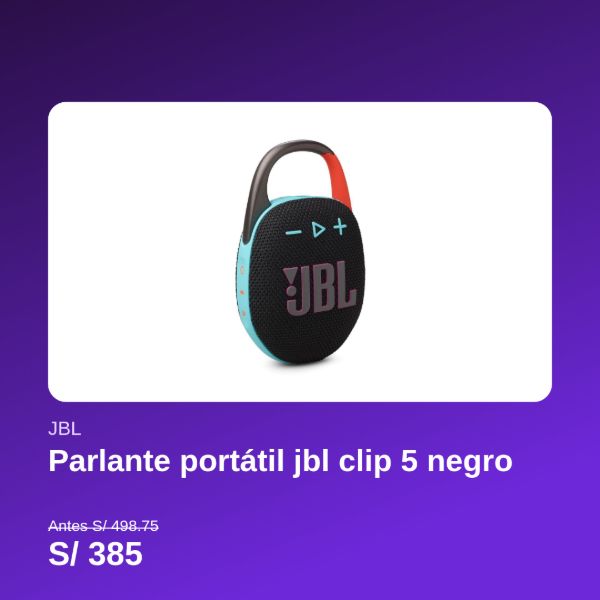 JBL
JBL
Parlante portátil jbl clip 5 negro
Antes S/ 498.75
S/ 385